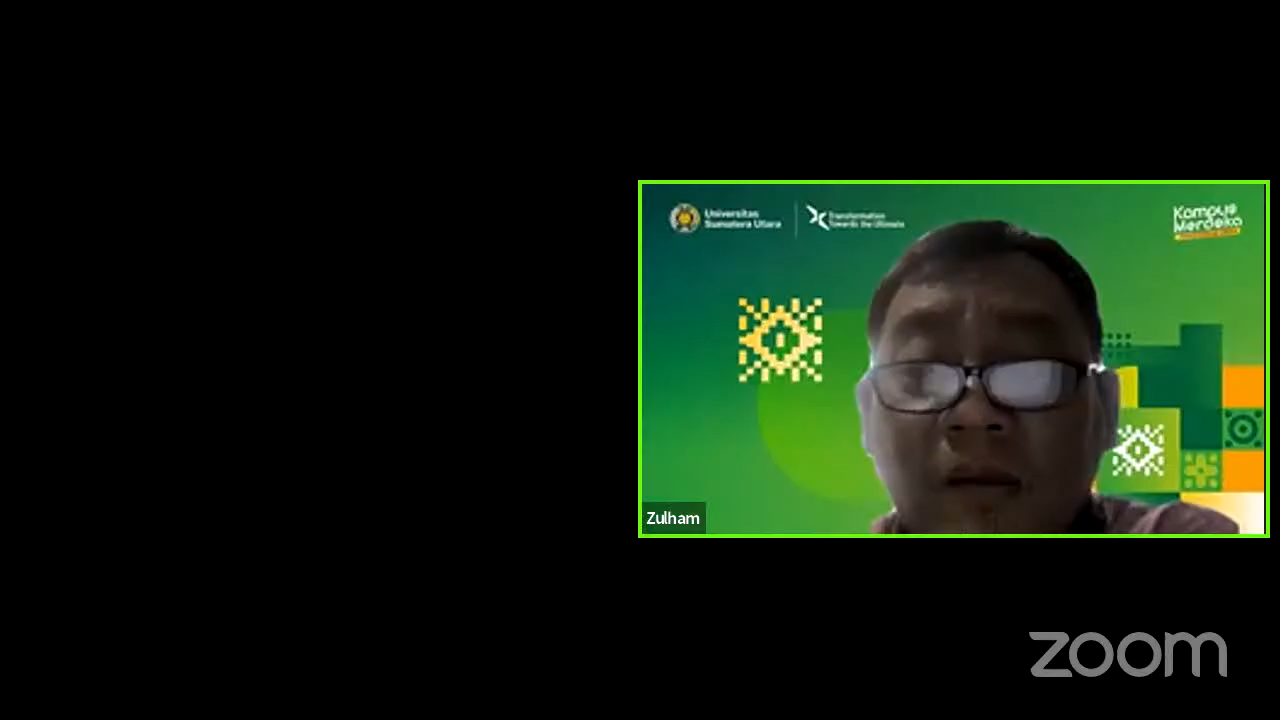 Universitas
Sumatera Utara
Transformation
Towards the Ultimate
Kampus
Merdeka
Zulham
zoom